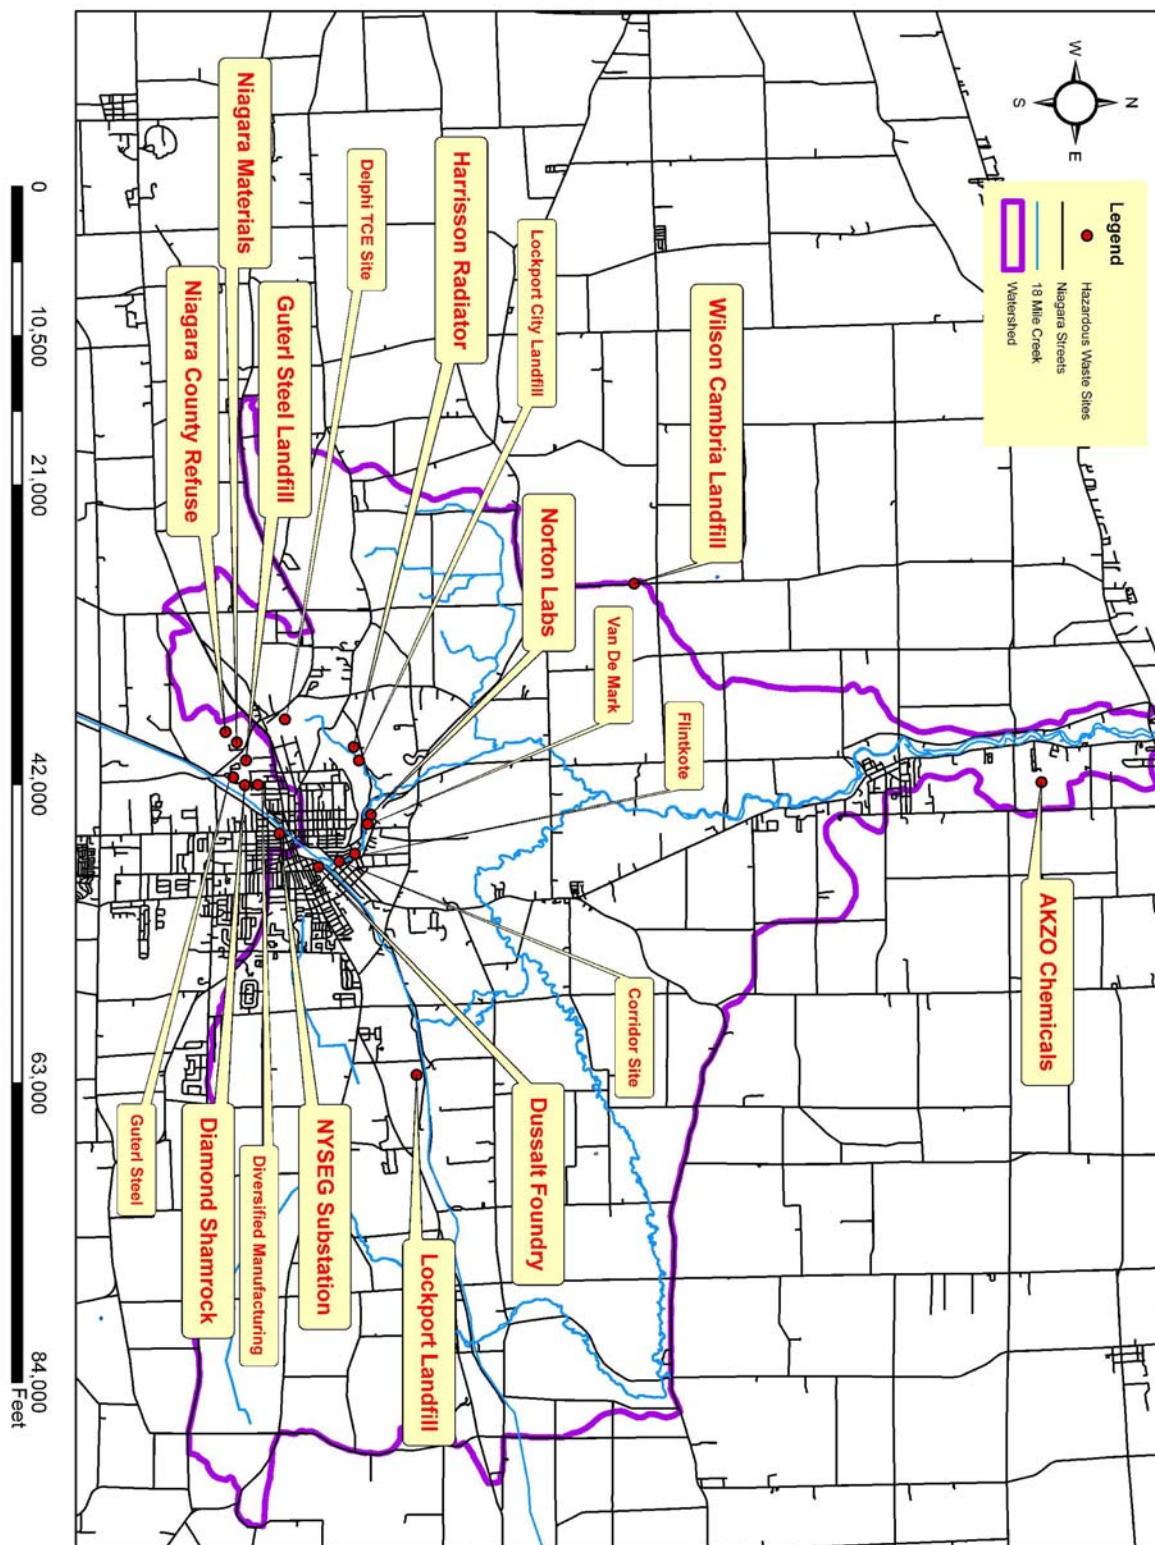 N
W
E
S
Legend
Hazardous Waste Sites
Niagara Streets
18 Mile Creek
Watershed
AKZO Chemicals
Wilson Cambria Landfill
Flintkote
Van De Mark
Corridor Site
Norton Labs
Lockport City Landfill
Dussalt Foundry
Harrisson Radiator
Lockport Landfill
Delphi TCE Site
NYSEG Substation
Guterl Steel Landfill
Diversified Manufacturing
Niagara Materials
Diamond Shamrock
Niagara County Refuse
Guterl Steel
0
10,500
21,000
42,000
63,000
84,000
Feet